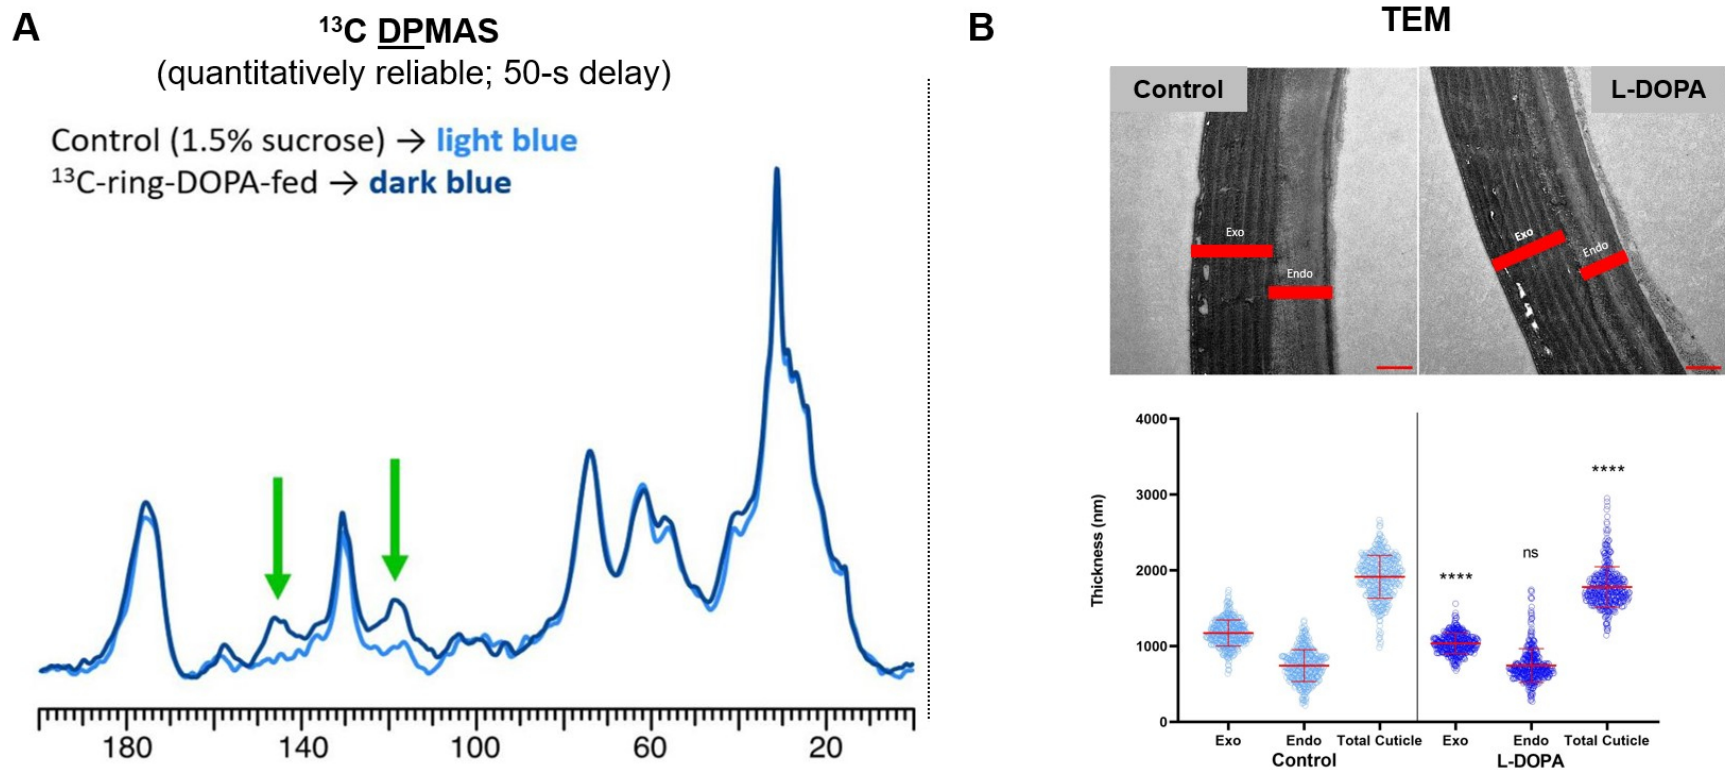 A
¹³C DPMAS
(quantitatively reliable; 50-s delay)
Control (1.5% sucrose) → light blue
¹³C-ring-DOPA-fed → dark blue
180 140 100 60 20
B
TEM
Control
L-DOPA
Exo
Endo
Exo
Endo
Thickness (nm)
4000
3000
2000
1000
0
**** ns ****
Exo Endo Total Cuticle Exo Endo Total Cuticle
Control L-DOPA